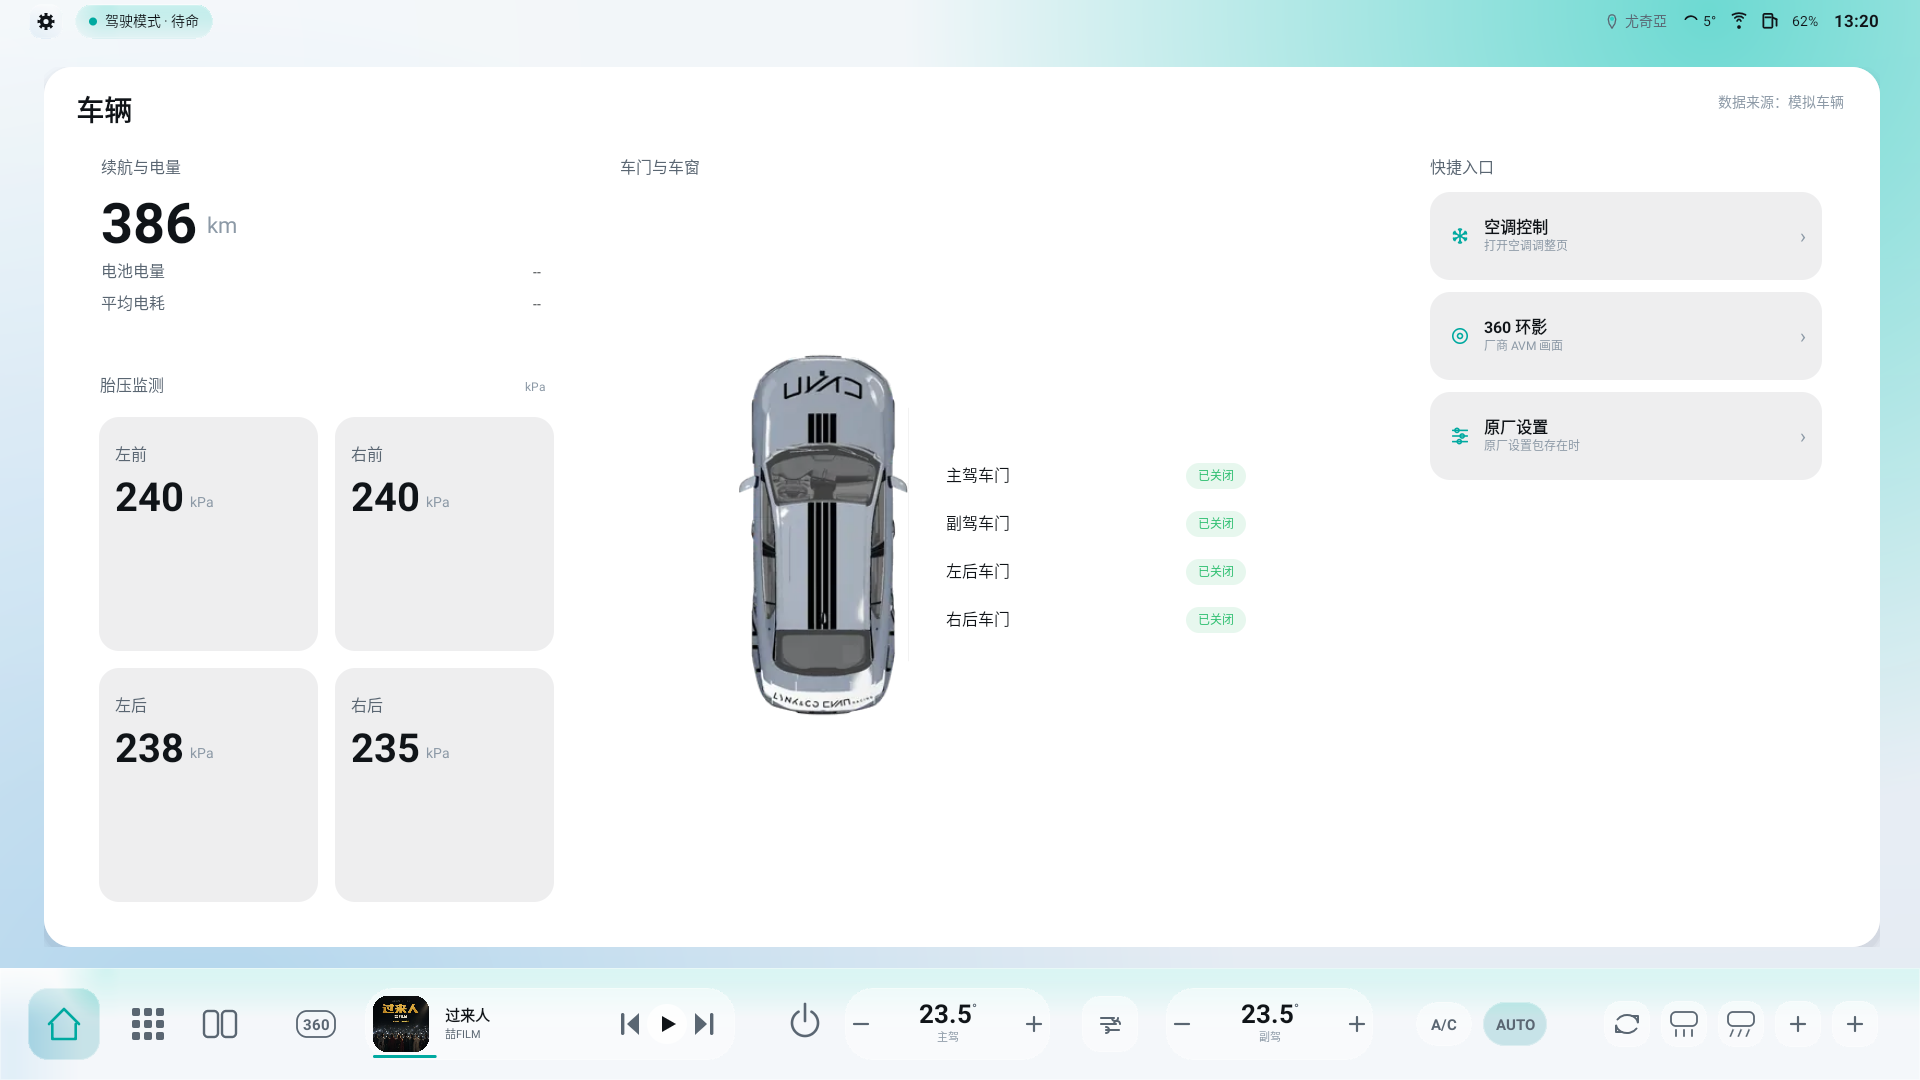 驾驶模式 · 待命
尤奇亞
5°
62%
13:20
车辆
数据来源：模拟车辆
续航与电量
386 km
电池电量 --
平均电耗 --
胎压监测 kPa
左前
240 kPa
右前
240 kPa
左后
238 kPa
右后
235 kPa
车门与车窗
LYNK&CO
主驾车门 已关闭
副驾车门 已关闭
左后车门 已关闭
右后车门 已关闭
快捷入口
空调控制
打开空调调整页
360 环影
厂商 AVM 画面
原厂设置
原厂设置包存在时
360
过来人
过来人
喆FILM
23.5°
主驾
23.5°
副驾
A/C
AUTO